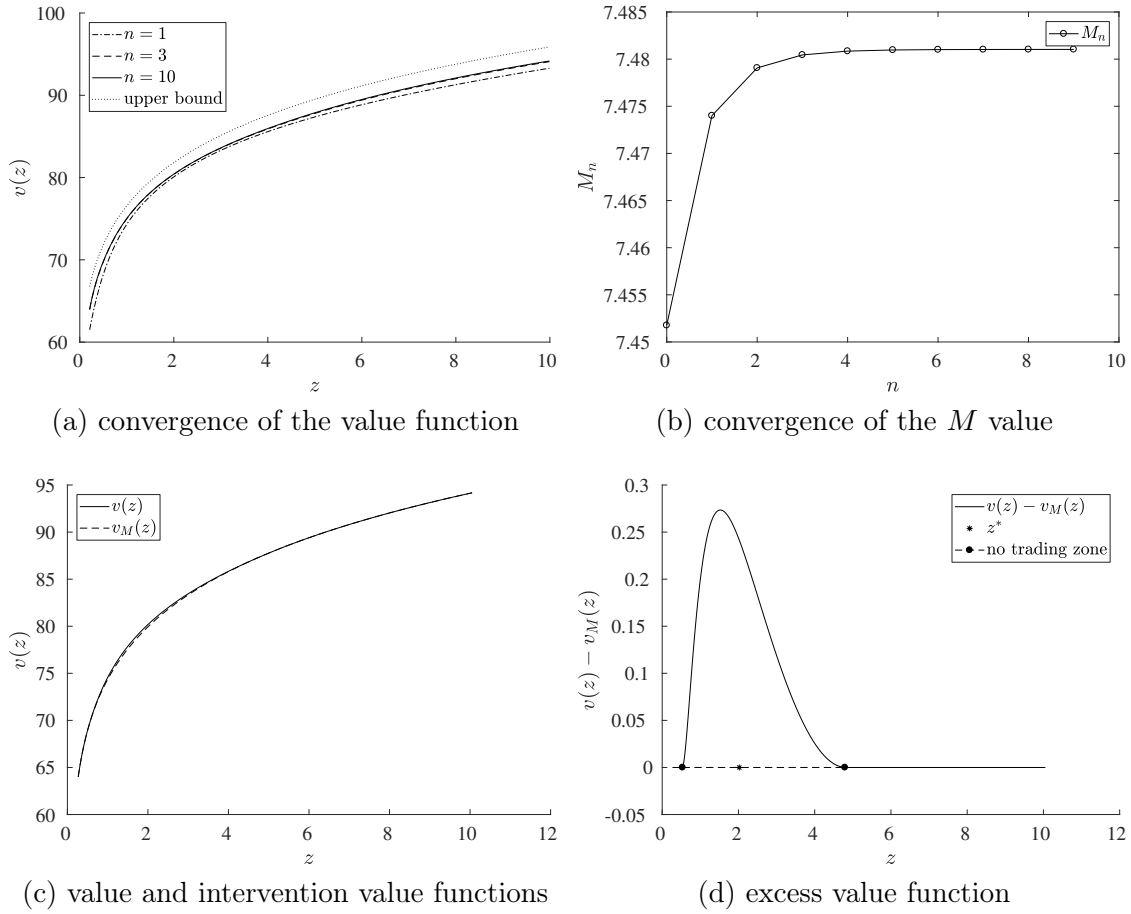 100
90
80
70
60
v(z)
n = 1
n = 3
n = 10
upper bound
0 2 4 6 8 10
z
(a) convergence of the value function
7.485
7.48
7.475
7.47
7.465
7.46
7.455
7.45
M_n
M_n
0 2 4 6 8 10
n
(b) convergence of the M value
95
90
85
80
75
70
65
60
v(z)
v(z)
v_M(z)
0 2 4 6 8 10 12
z
(c) value and intervention value functions
0.3
0.25
0.2
0.15
0.1
0.05
0
-0.05
v(z) − v_M(z)
v(z) − v_M(z)
z*
no trading zone
0 2 4 6 8 10 12
z
(d) excess value function